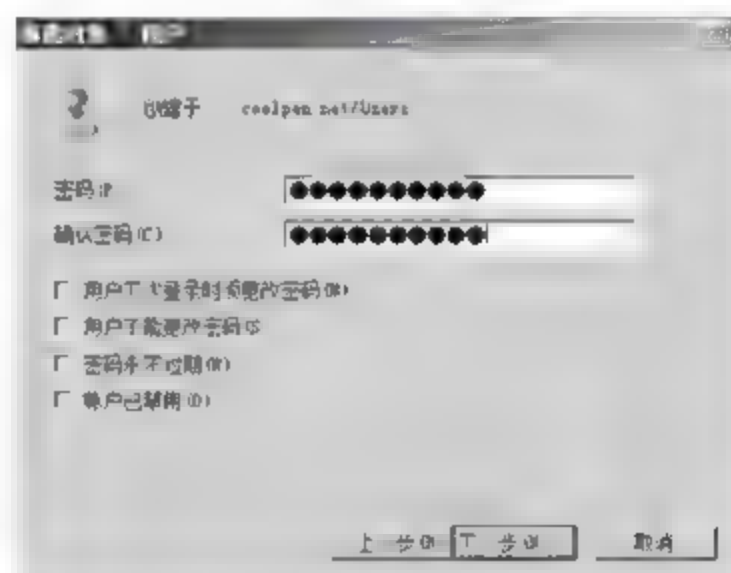 创建于 coolpen.net/Users
密码(P)
确认密码(C)
用户下次登录时须更改密码(M)
用户不能更改密码(S)
密码永不过期(W)
帐户已禁用(O)
上一步(B) 下一步(N) 取消